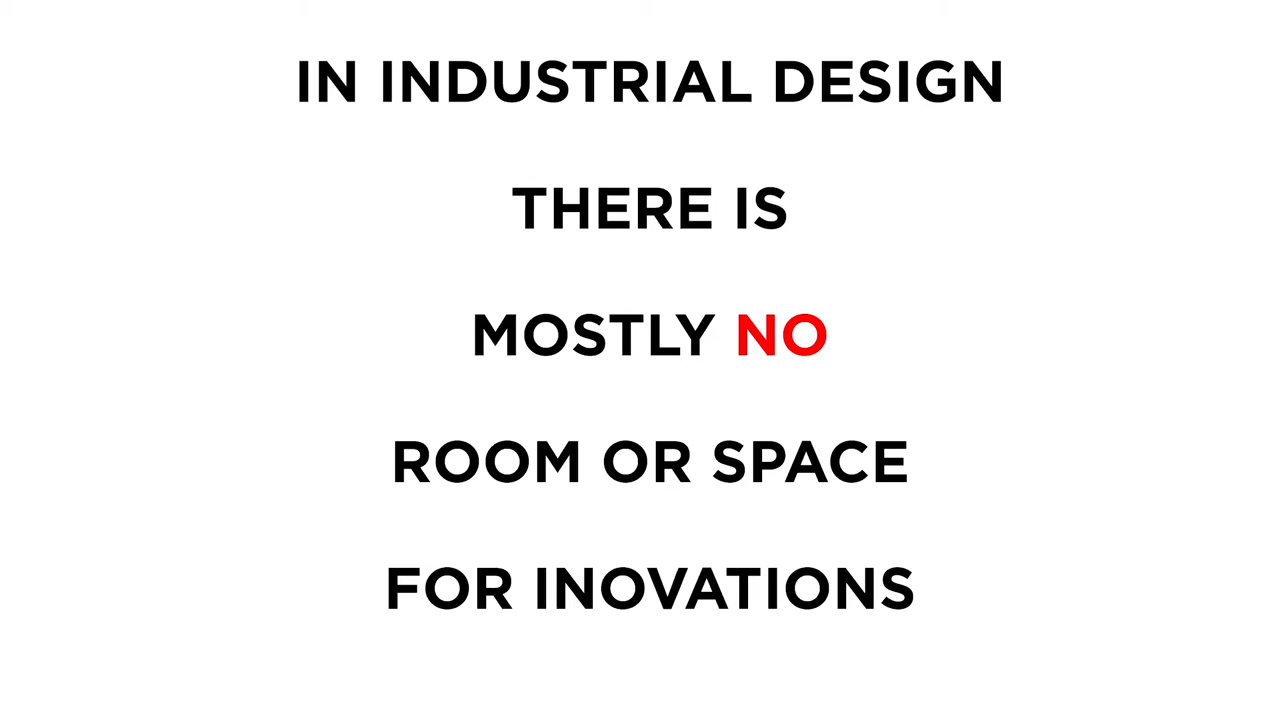 IN INDUSTRIAL DESIGN
THERE IS
MOSTLY NO
ROOM OR SPACE
FOR INOVATIONS